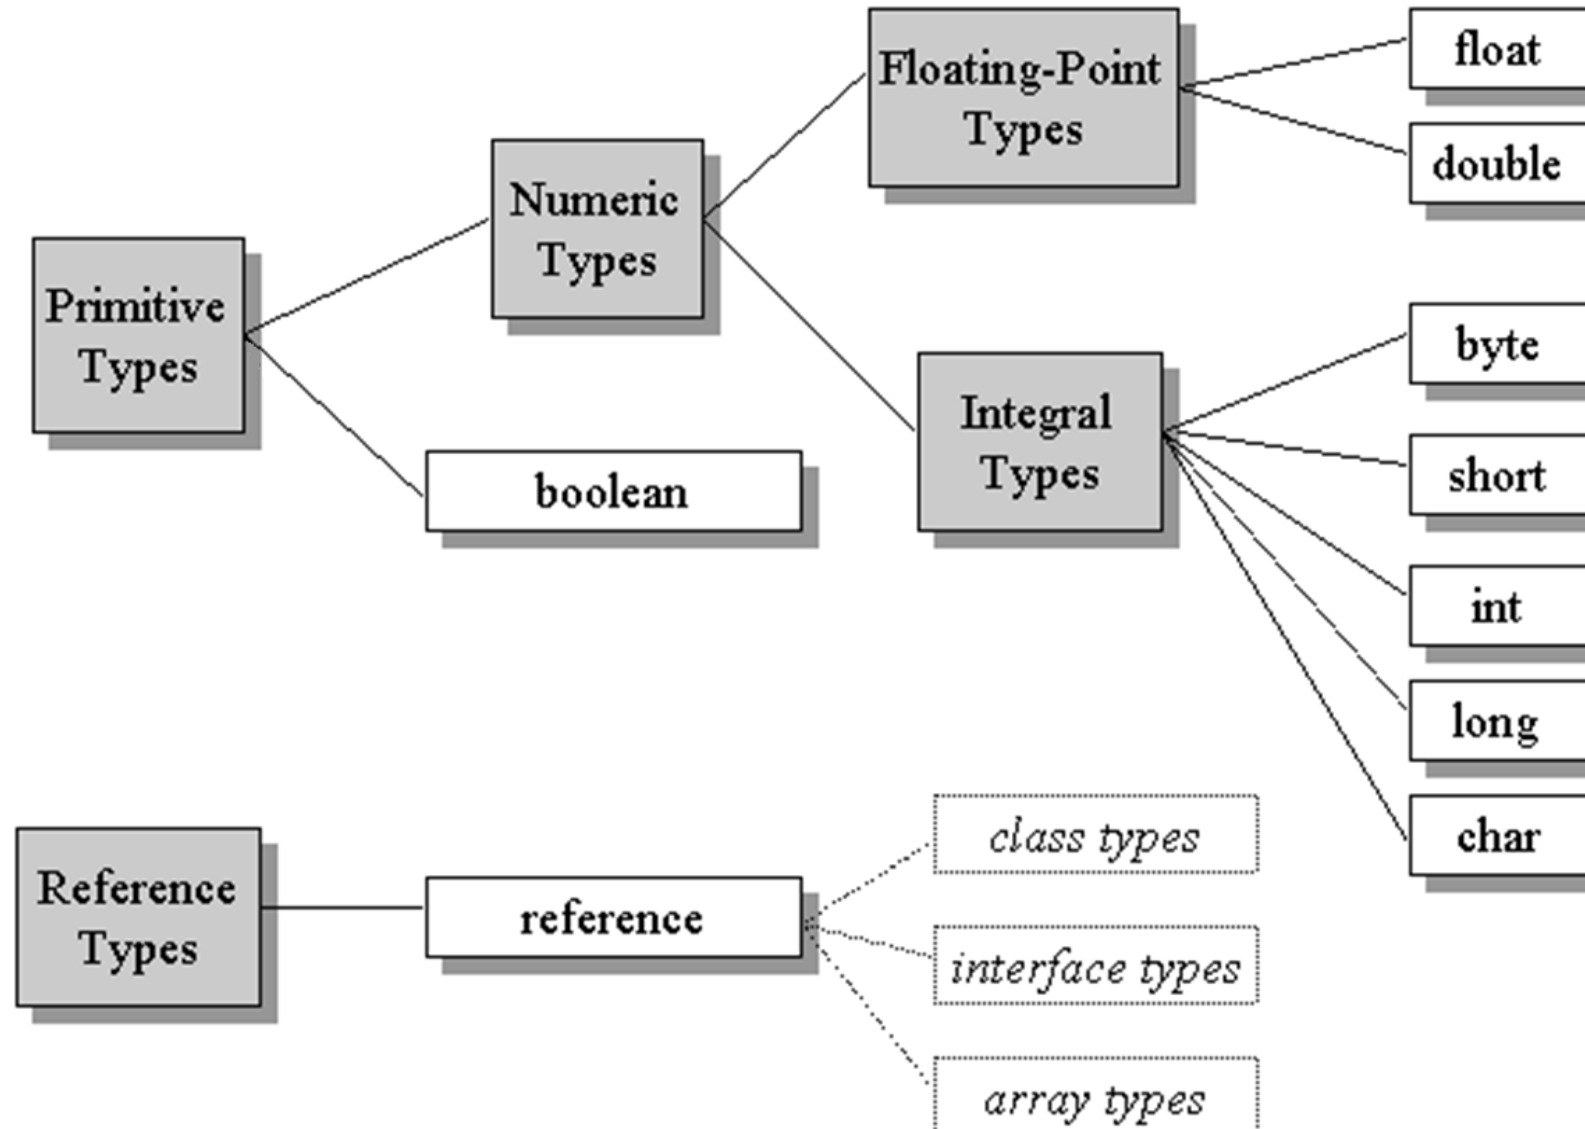 Primitive
Types
Numeric
Types
boolean
Floating-Point
Types
Integral
Types
float
double
byte
short
int
long
char
Reference
Types
reference
class types
interface types
array types